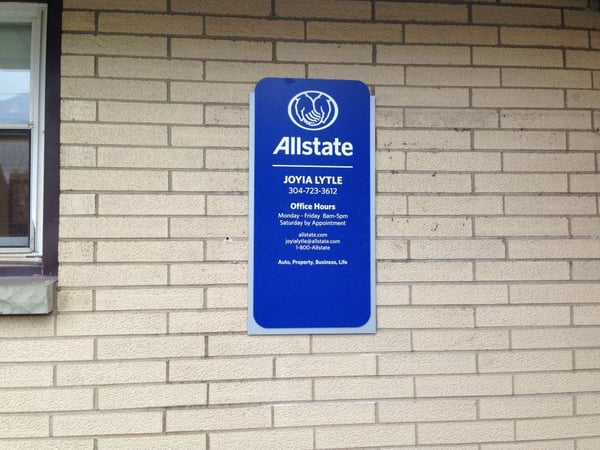 Allstate
JOYIA LYTLE
304-723-3612
Office Hours
Monday - Friday 8am-5pm
Saturday by Appointment
allstate.com
joyialytle@allstate.com
1-800-Allstate
Auto, Property, Business, Life